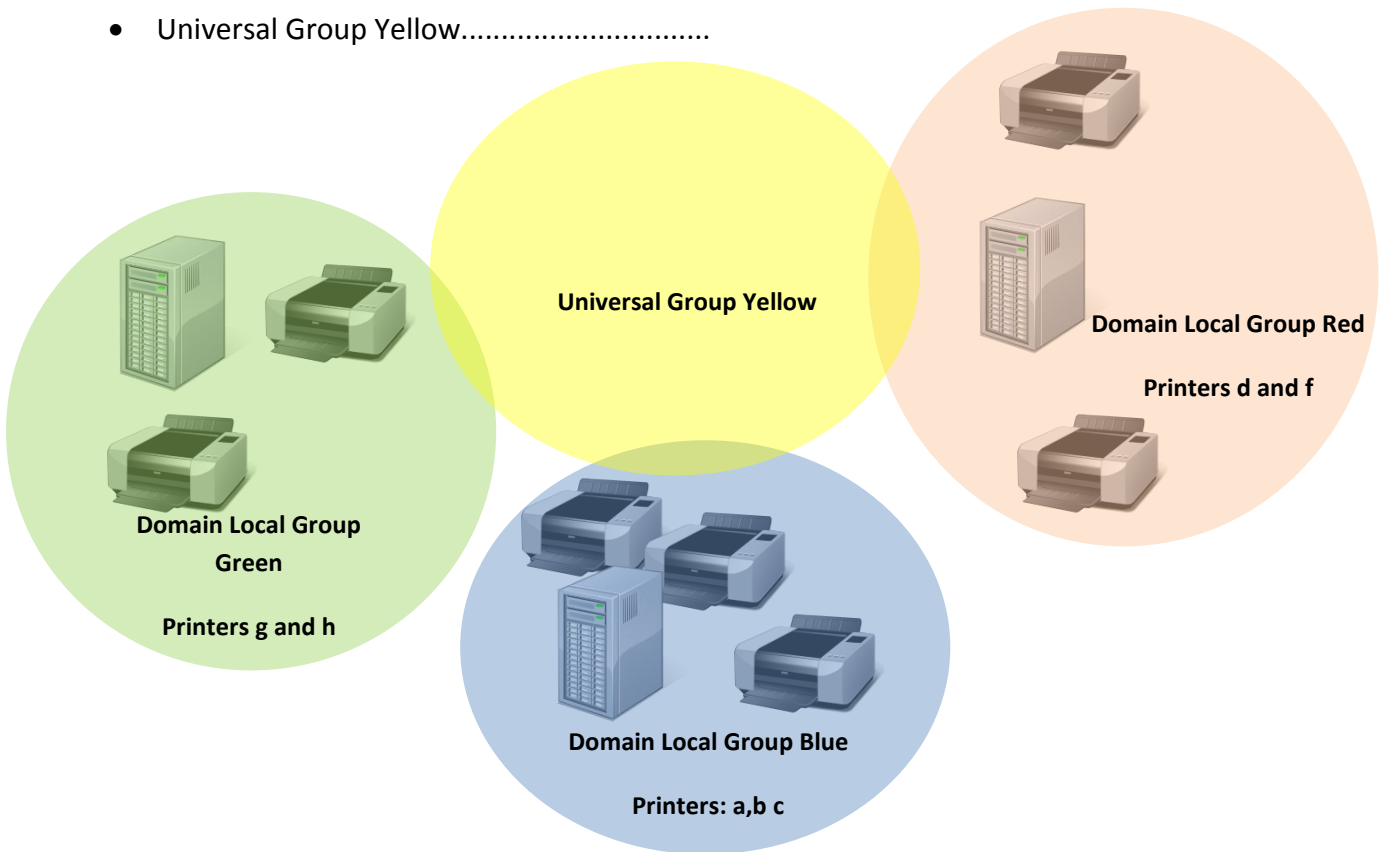 • Universal Group Yellow...............................
Universal Group Yellow
Domain Local Group Red
Printers d and f
Domain Local Group
Green
Printers g and h
Domain Local Group Blue
Printers: a,b c